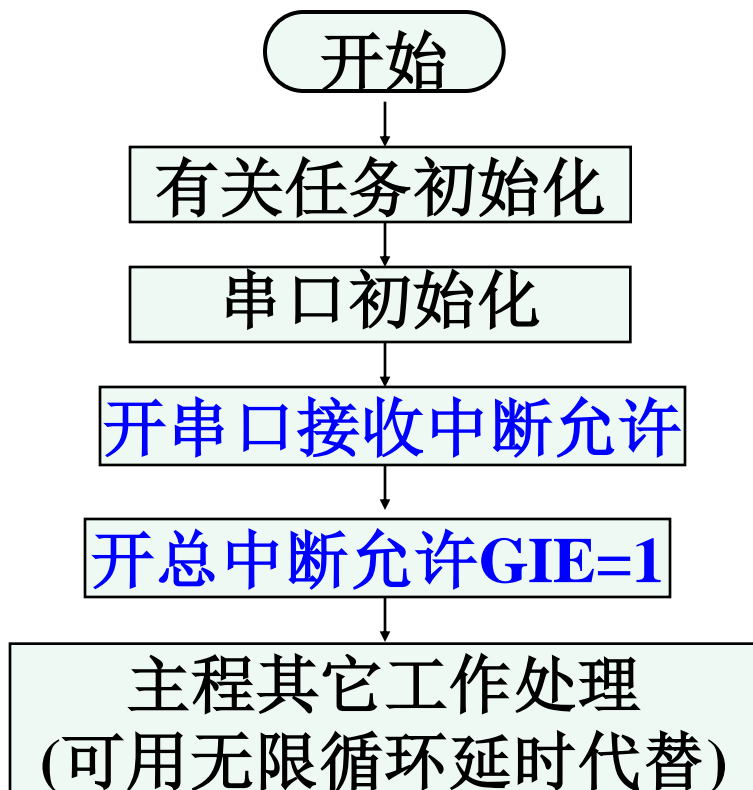 开始
有关任务初始化
串口初始化
开串口接收中断允许
开总中断允许GIE=1
主程其它工作处理
(可用无限循环延时代替)